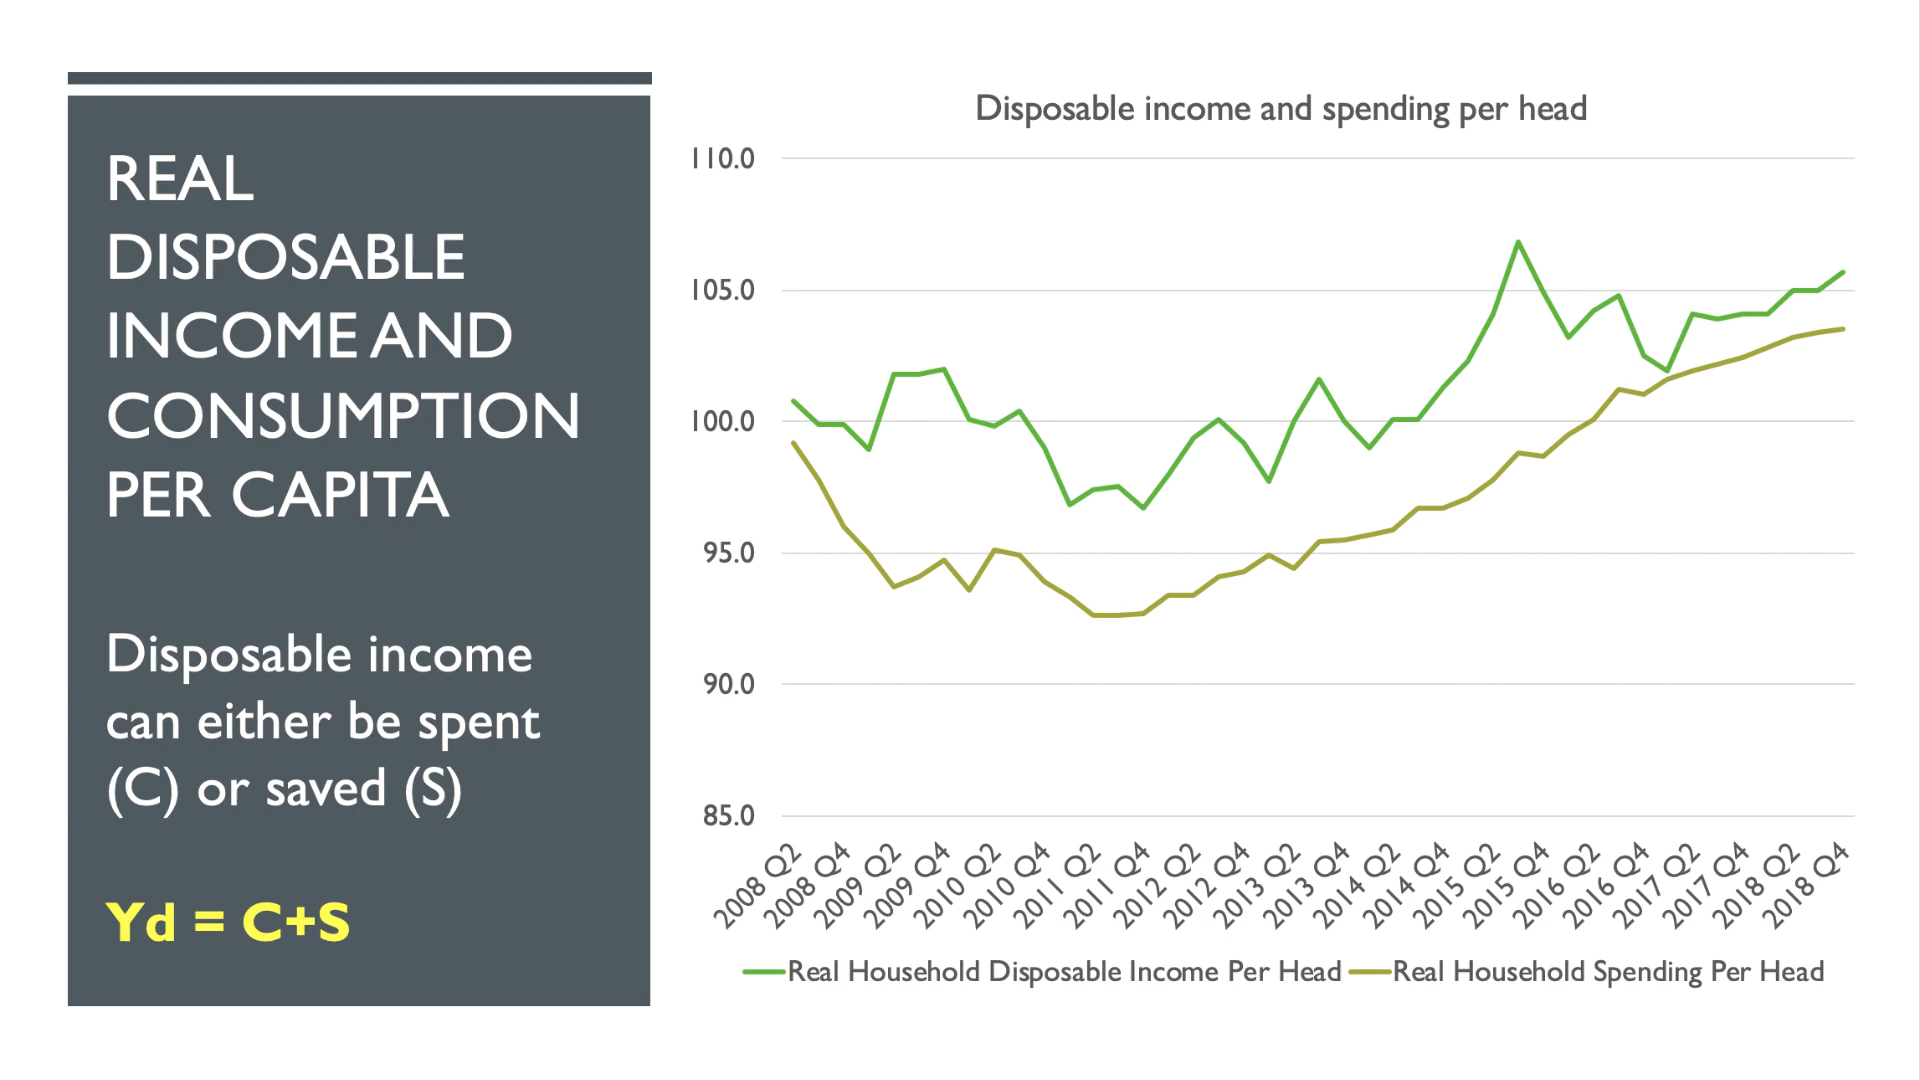 REAL
DISPOSABLE
INCOME AND
CONSUMPTION
PER CAPITA
Disposable income
can either be spent
(C) or saved (S)
Yd = C+S
Disposable income and spending per head
110.0
105.0
100.0
95.0
90.0
85.0
2008 Q2
2008 Q4
2009 Q2
2009 Q4
2010 Q2
2010 Q4
2011 Q2
2011 Q4
2012 Q2
2012 Q4
2013 Q2
2013 Q4
2014 Q2
2014 Q4
2015 Q2
2015 Q4
2016 Q2
2016 Q4
2017 Q2
2017 Q4
2018 Q2
2018 Q4
Real Household Disposable Income Per Head
Real Household Spending Per Head